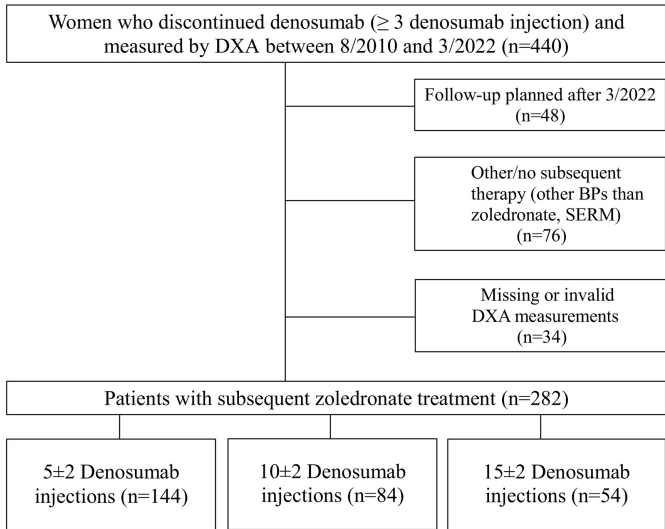 Women who discontinued denosumab (≥ 3 denosumab injection) and
measured by DXA between 8/2010 and 3/2022 (n=440)
Follow-up planned after 3/2022
(n=48)
Other/no subsequent
therapy (other BPs than
zoledronate, SERM)
(n=76)
Missing or invalid
DXA measurements
(n=34)
Patients with subsequent zoledronate treatment (n=282)
5±2 Denosumab
injections (n=144)
10±2 Denosumab
injections (n=84)
15±2 Denosumab
injections (n=54)